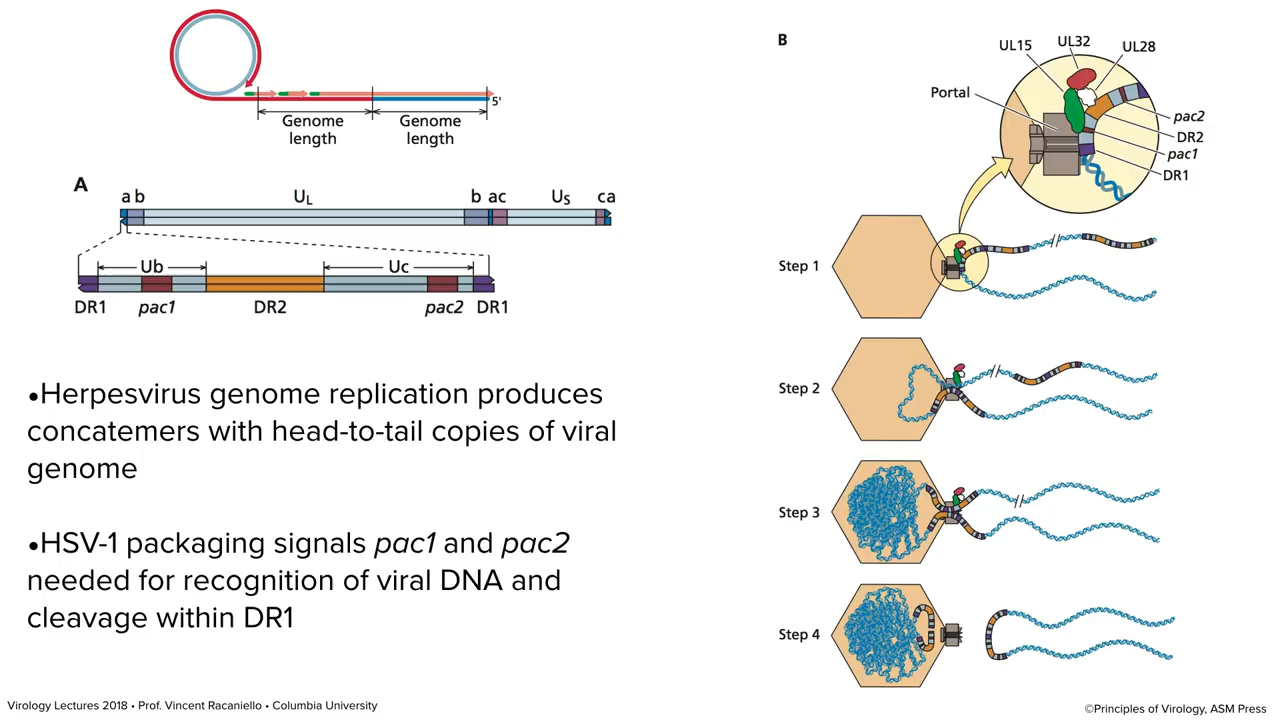 5'
Genome
length
Genome
length
A
a b UL b ac US ca
Ub Uc
DR1 pac1 DR2 pac2 DR1
•Herpesvirus genome replication produces
concatemers with head-to-tail copies of viral
genome
•HSV-1 packaging signals pac1 and pac2
needed for recognition of viral DNA and
cleavage within DR1
B
UL15 UL32 UL28
Portal
pac2
DR2
pac1
DR1
Step 1
Step 2
Step 3
Step 4
Virology Lectures 2018 • Prof. Vincent Racaniello • Columbia University
©Principles of Virology, ASM Press